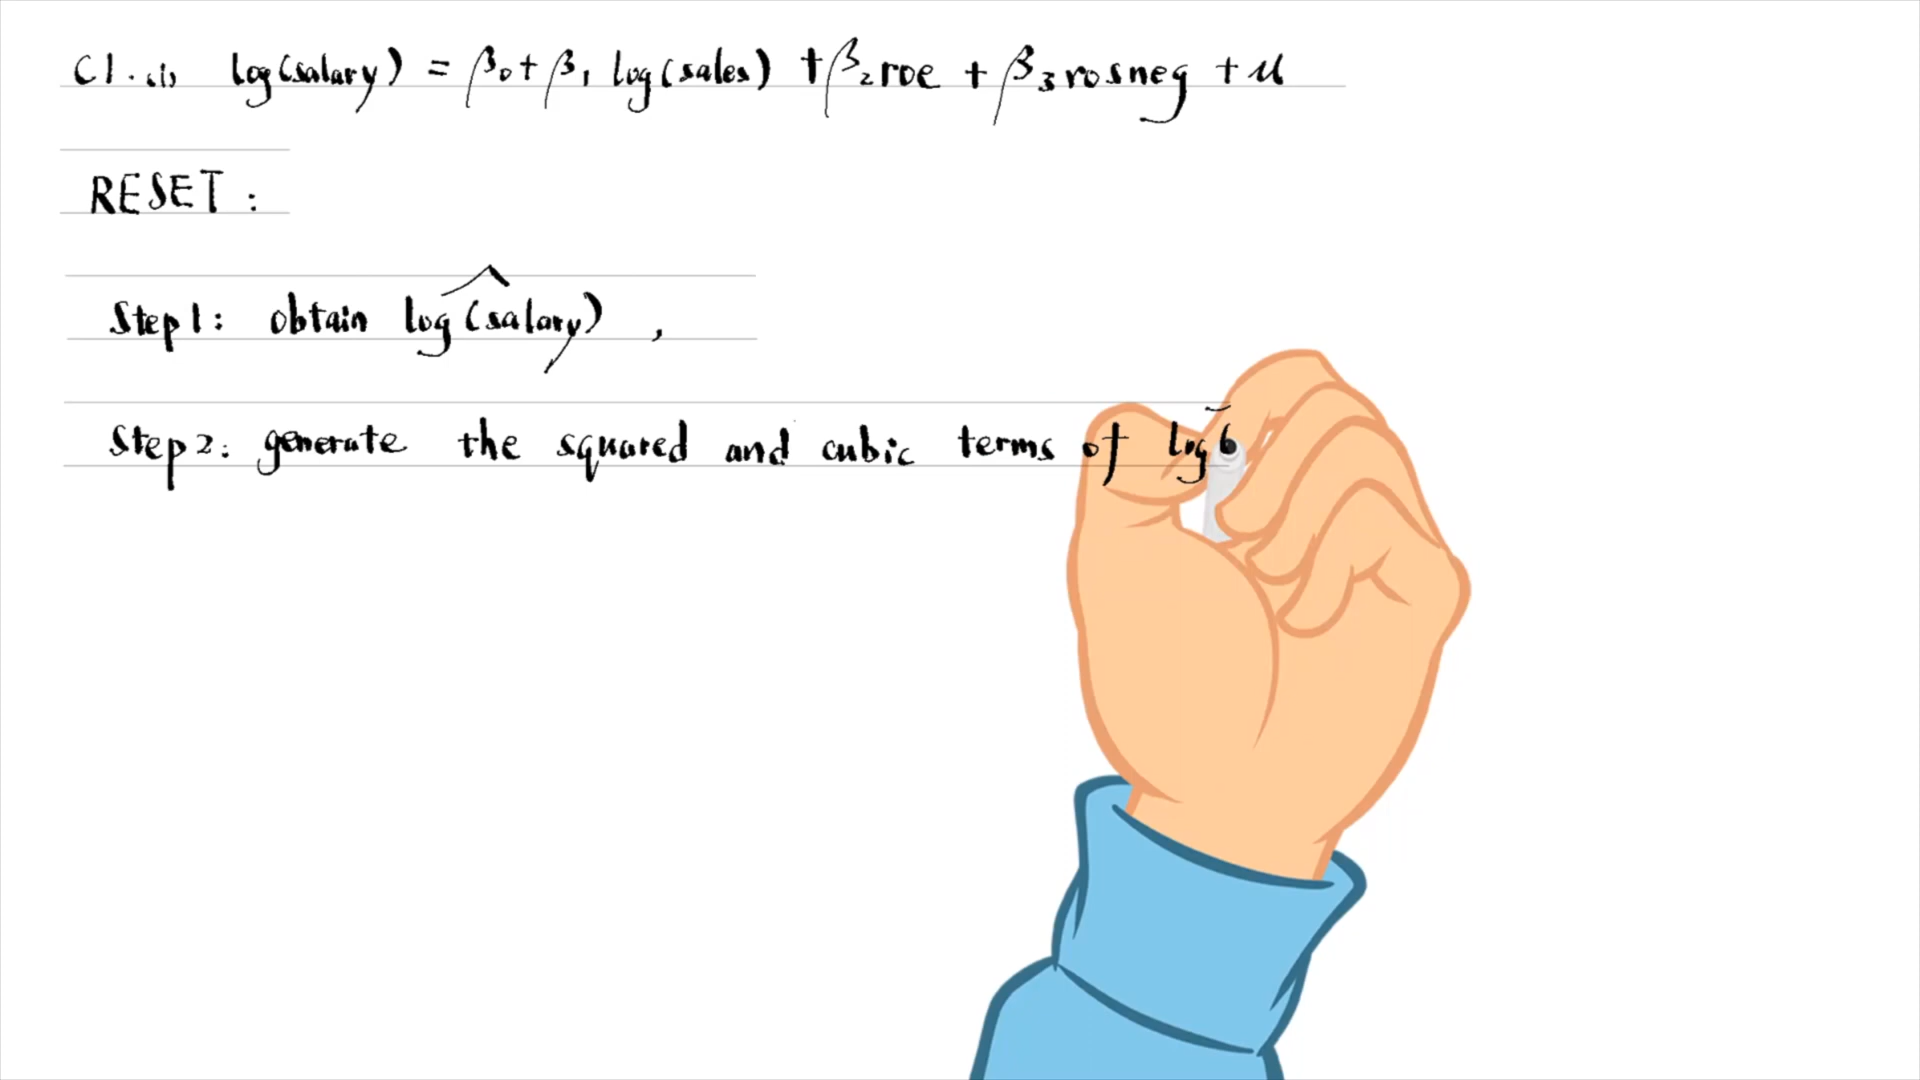 C1.(i) log(salary) = β₀ + β₁ log(sales) + β₂ roe + β₃ rosneg + u
RESET :
Step 1: obtain log^(salary) ,
Step 2: generate the squared and cubic terms of log